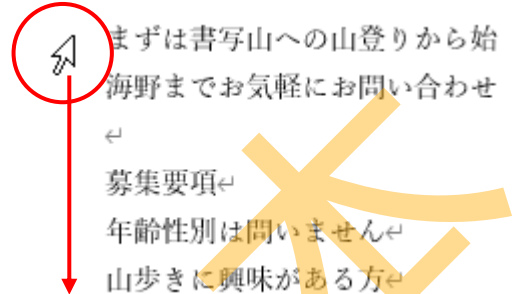 まずは書写山への山登りから始
海野までお気軽にお問い合わせ
↵
募集要項↵
年齢性別は問いません↵
山歩きに興味がある方↵